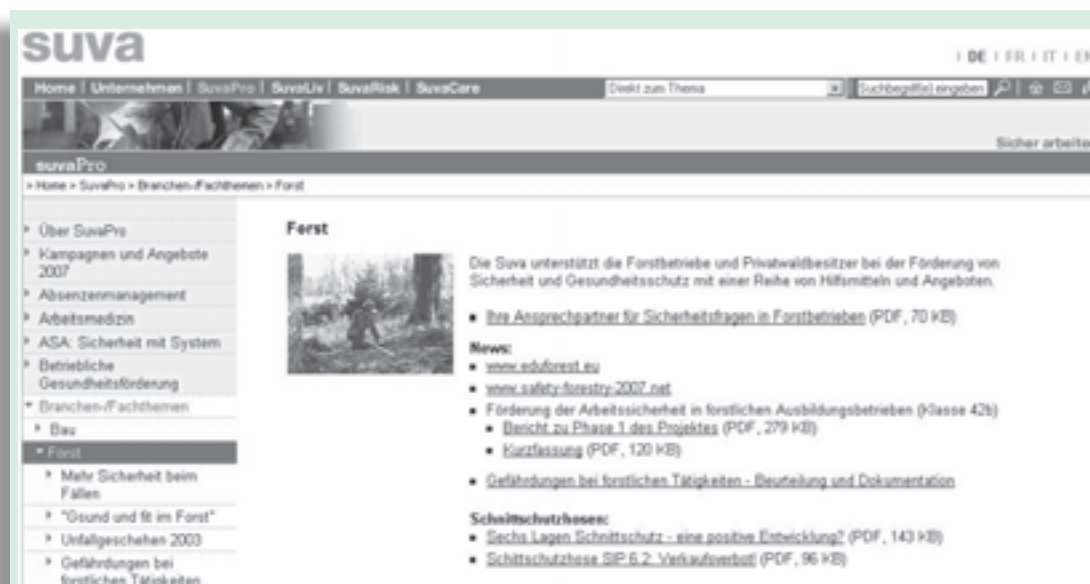 suva
DE | FR | IT | EN
Home | Unternehmen | SuvaPro | SuvaLiv | SuvaRisk | SuvaCare
Direkt zum Thema
Suchbegriff(e) eingeben
Sicher arbeite
suvaPro
> Home > SuvaPro > Branchen-/Fachthemen > Forst
Über SuvaPro
Kampagnen und Angebote
2007
Absenzenmanagement
Arbeitsmedizin
ASA: Sicherheit mit System
Betriebliche
Gesundheitsförderung
Branchen-/Fachthemen
Bau
Forst
Mehr Sicherheit beim
Fällen
"Gsund und fit im Forst"
Unfallgeschehen 2003
Gefährdungen bei
forstlichen Tätigkeiten
Forst
Die Suva unterstützt die Forstbetriebe und Privatwaldbesitzer bei der Förderung von
Sicherheit und Gesundheitsschutz mit einer Reihe von Hilfsmitteln und Angeboten.
Ihre Ansprechpartner für Sicherheitsfragen in Forstbetrieben (PDF, 70 KB)
News:
www.eduforest.eu
www.safety-forestry-2007.net
Förderung der Arbeitssicherheit in forstlichen Ausbildungsbetrieben (Klasse 42b)
Bericht zu Phase 1 des Projektes (PDF, 279 KB)
Kurzfassung (PDF, 120 KB)
Gefährdungen bei forstlichen Tätigkeiten - Beurteilung und Dokumentation
Schnittschutzhosen:
Sechs Lagen Schnittschutz - eine positive Entwicklung? (PDF, 143 KB)
Schittschutzhose SIP 6.2: Verkaufsverbot! (PDF, 96 KB)